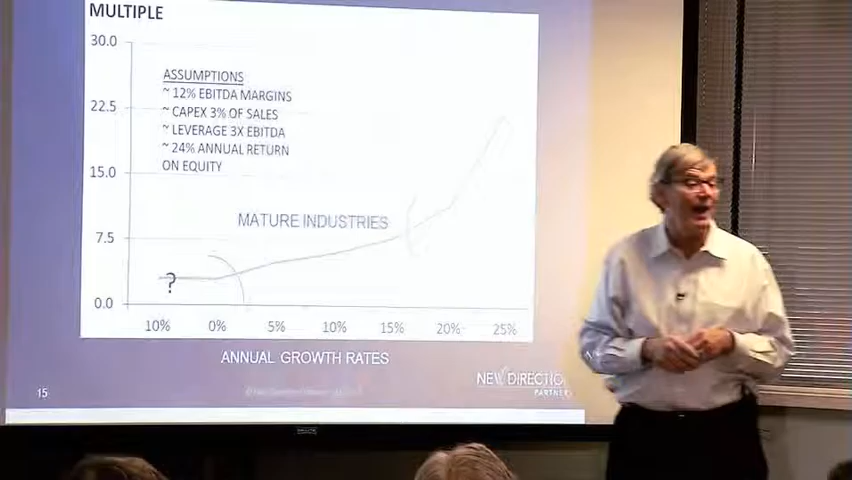 MULTIPLE
30.0
ASSUMPTIONS
~ 12% EBITDA MARGINS
22.5
~ CAPEX 3% OF SALES
~ LEVERAGE 3X EBITDA
~ 24% ANNUAL RETURN
ON EQUITY
15.0
MATURE INDUSTRIES
7.5
?
0.0
10% 0% 5% 10% 15% 20% 25%
ANNUAL GROWTH RATES
NEW DIRECTIO
PARTNER
15